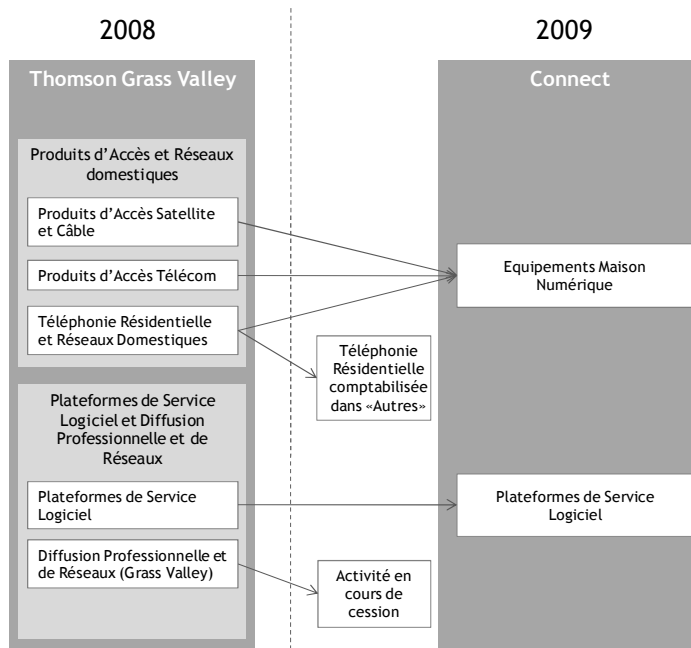 2008
2009
Thomson Grass Valley
Connect
Produits d’Accès et Réseaux
domestiques
Produits d’Accès Satellite
et Câble
Produits d’Accès Télécom
Téléphonie Résidentielle
et Réseaux Domestiques
Equipements Maison
Numérique
Téléphonie
Résidentielle
comptabilisée
dans «Autres»
Plateformes de Service
Logiciel et Diffusion
Professionnelle et de
Réseaux
Plateformes de Service
Logiciel
Plateformes de Service
Logiciel
Diffusion Professionnelle et
de Réseaux (Grass Valley)
Activité en
cours de
cession